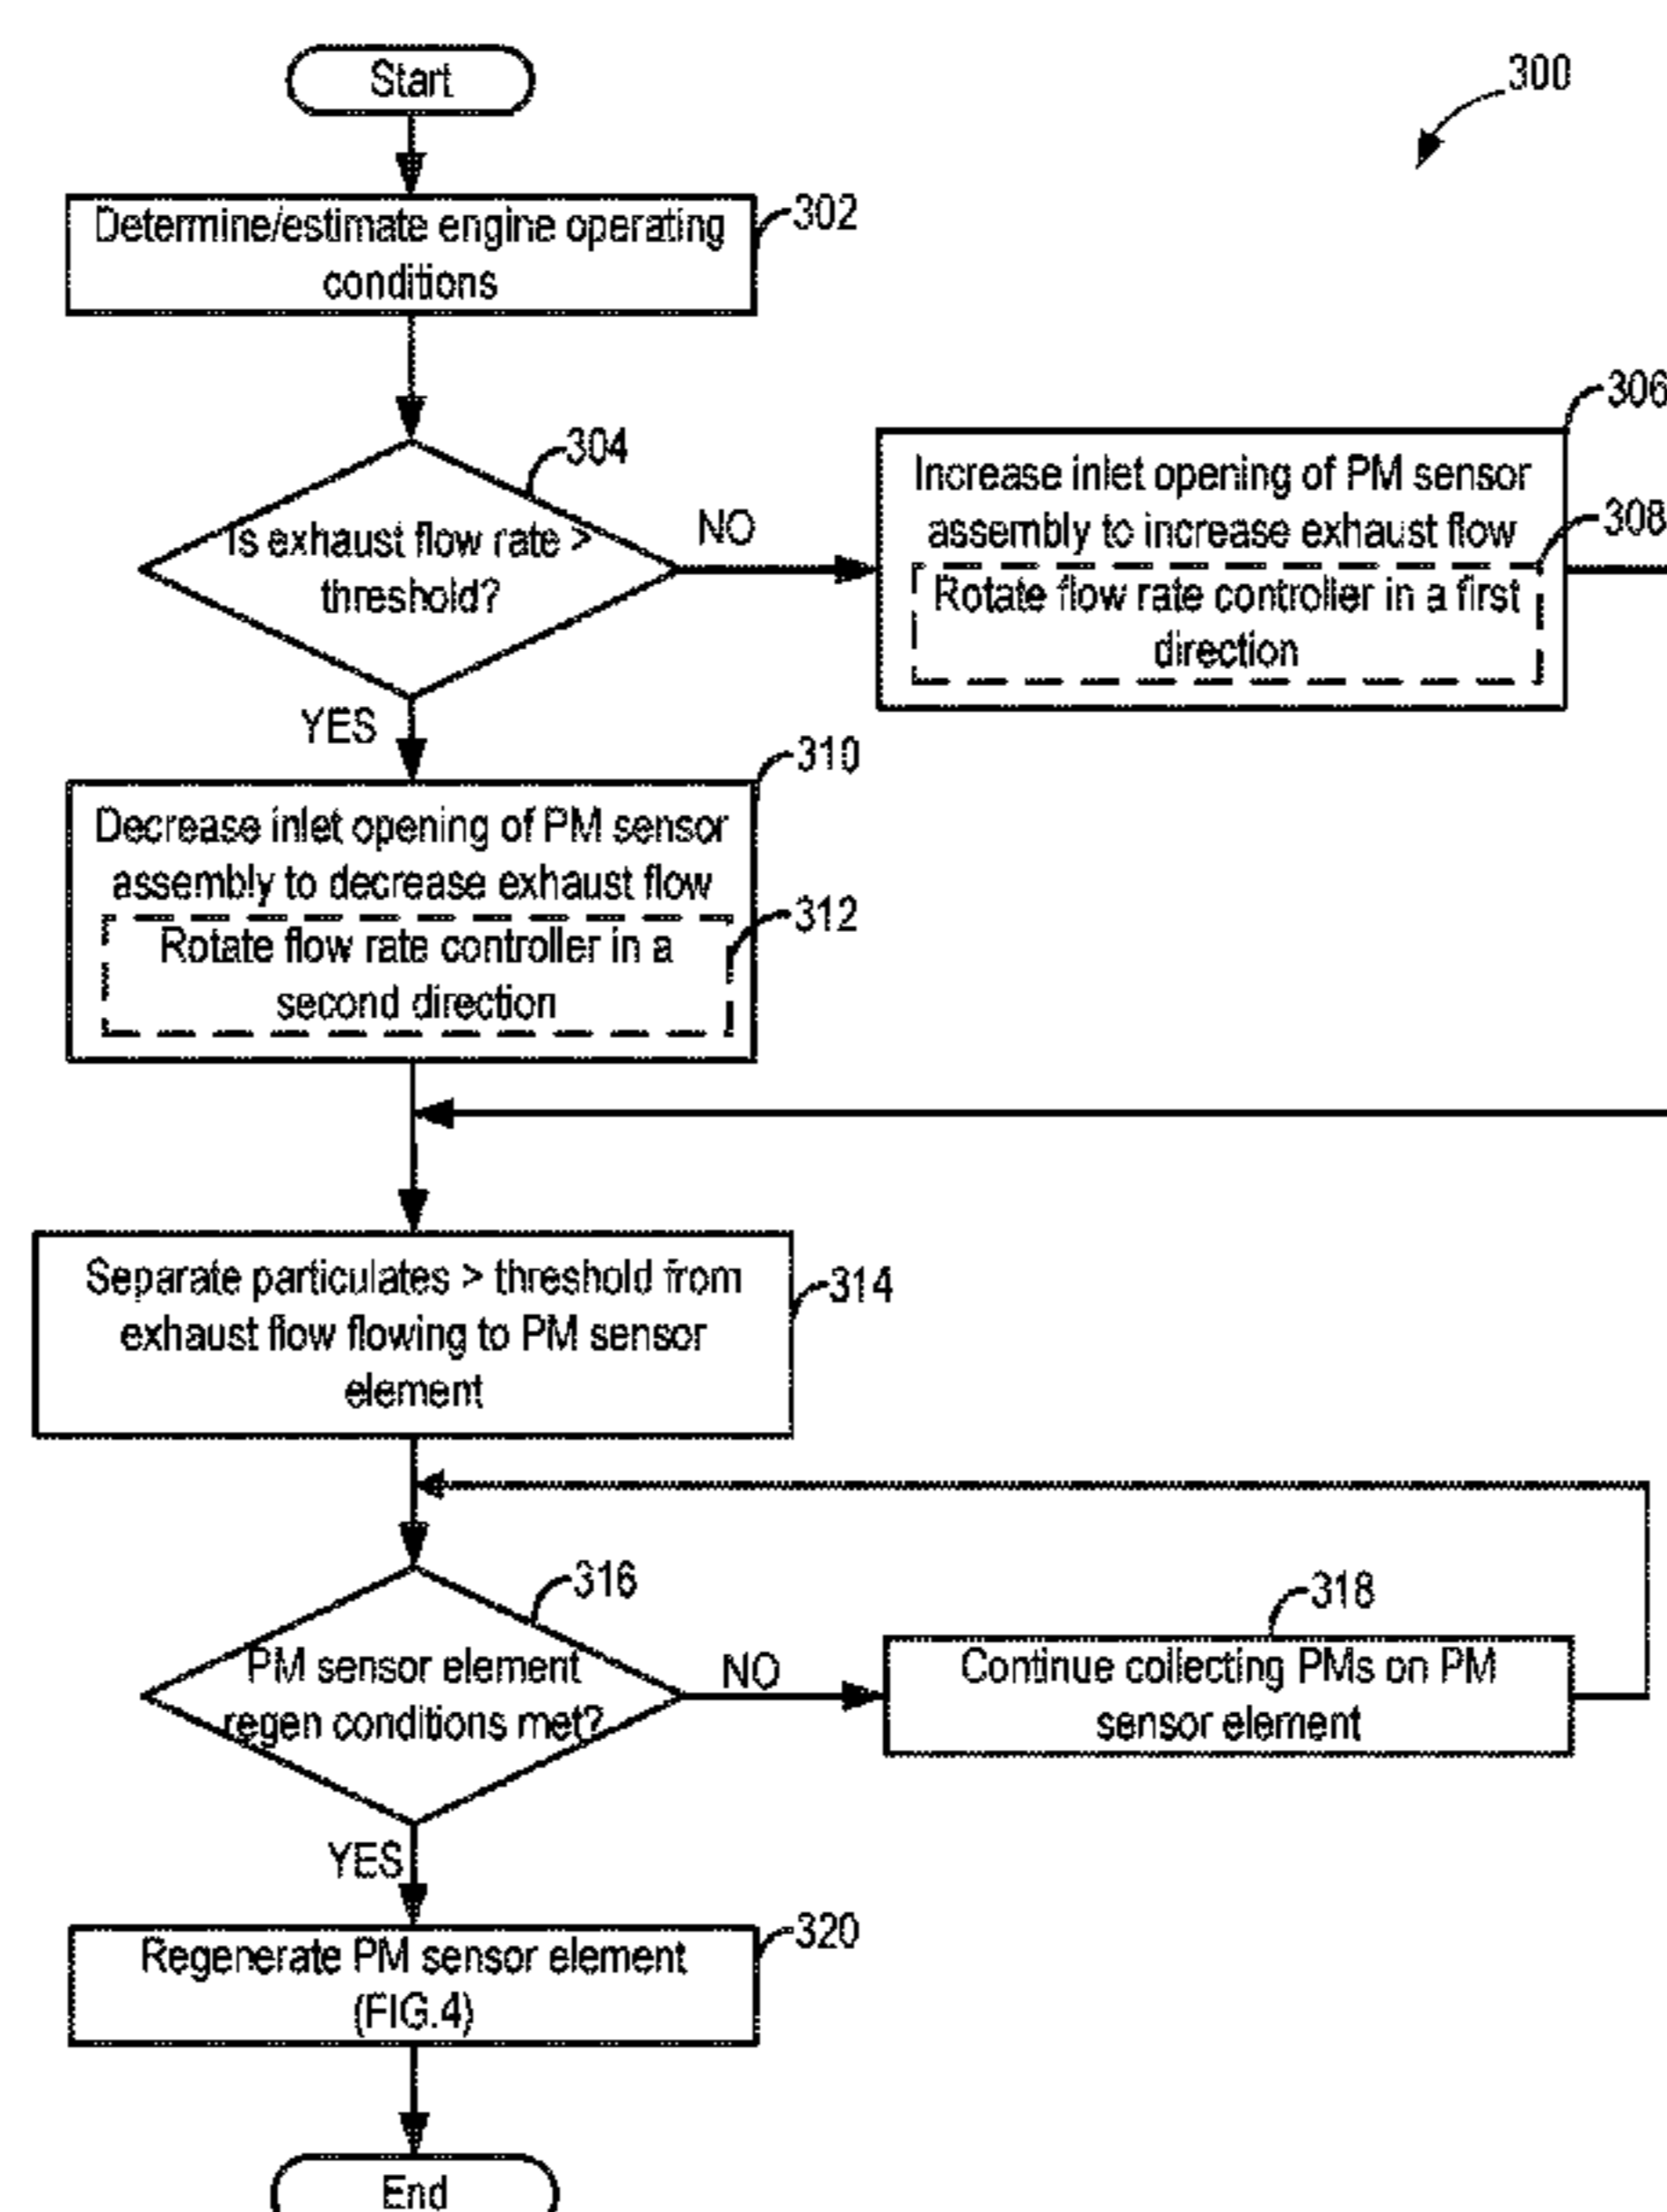 Start
300
Determine/estimate engine operating
conditions
302
304
Is exhaust flow rate >
threshold?
NO
306
Increase inlet opening of PM sensor
assembly to increase exhaust flow
308
Rotate flow rate controller in a first
direction
YES
310
Decrease inlet opening of PM sensor
assembly to decrease exhaust flow
312
Rotate flow rate controller in a
second direction
Separate particulates > threshold from
exhaust flow flowing to PM sensor
element
314
316
PM sensor element
regen conditions met?
NO
318
Continue collecting PMs on PM
sensor element
YES
320
Regenerate PM sensor element
(FIG.4)
End